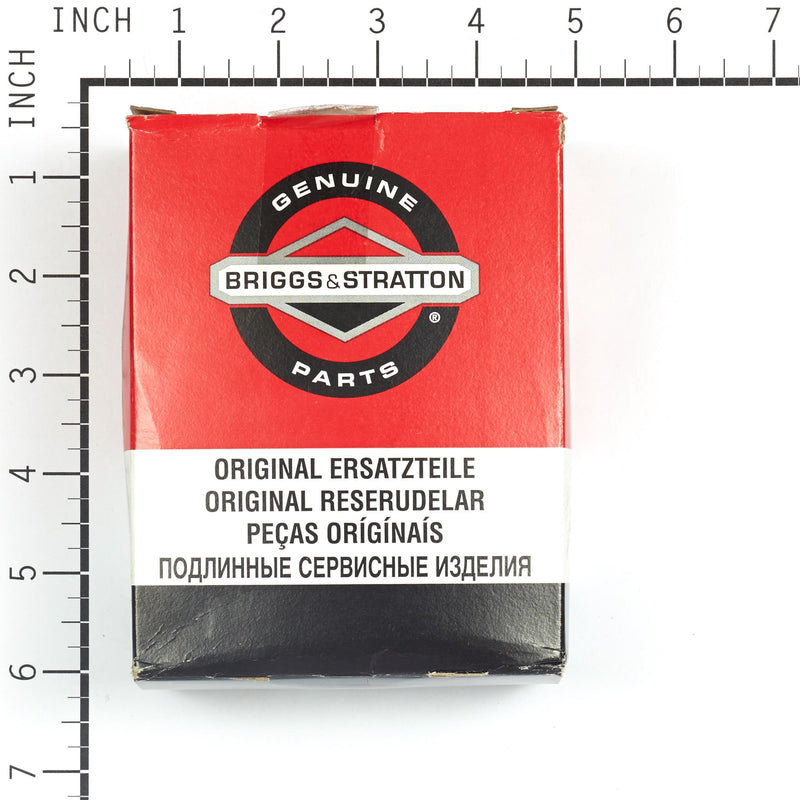 INCH 1 2 3 4 5 6 7
INCH
1
2
3
4
5
6
7
GENUINE
BRIGGS & STRATTON
®
PARTS
ORIGINAL ERSATZTEILE
ORIGINAL RESERUDELAR
PEÇAS ORÍGÍNAÍS
ПОДЛИННЫЕ СЕРВИСНЫЕ ИЗДЕЛИЯ